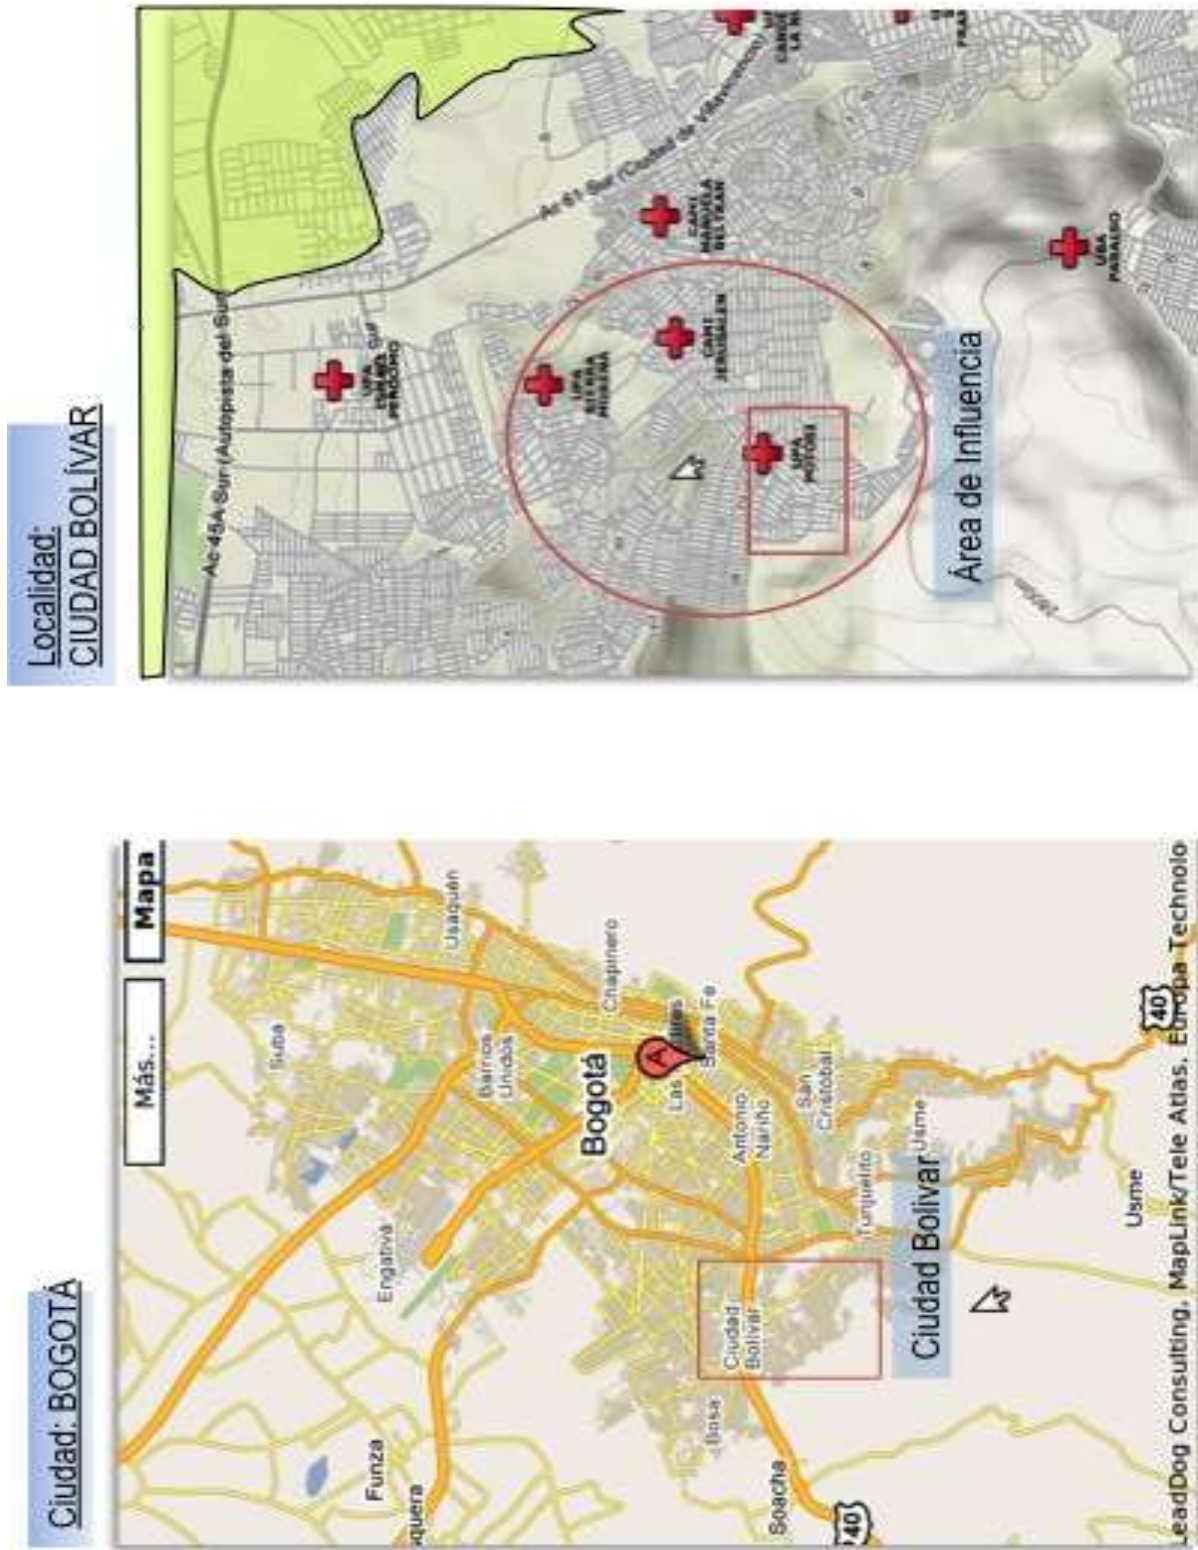 Ciudad: BOGOTÁ
Más...
Mapa
Suba
Usaquén
Engativá
Barrios
Unidos
Chapinero
Funza
squera
Bogotá
A
Las
Santa Fe
Antonio
Nariño
San
Cristóbal
Ciudad
Bolívar
Bosa
Soacha
Tunjuelito
Usme
Ciudad Bolívar
Usme
40
40
LeadDog Consulting, MapLink/Tele Atlas, Europa Technolo
Localidad:
CIUDAD BOLÍVAR
Ac 45A Sur (Autopista del Sur
Ac 61 Sur (Ciudad de Villavicencio)
UPA
PERDOMO
UPA
SIERRA
MORENA
CAMI
JERUSALEN
CAMI
MANUELA
BELTRAN
UPA
POTOSI
UBA
PARAISO
Área de Influencia